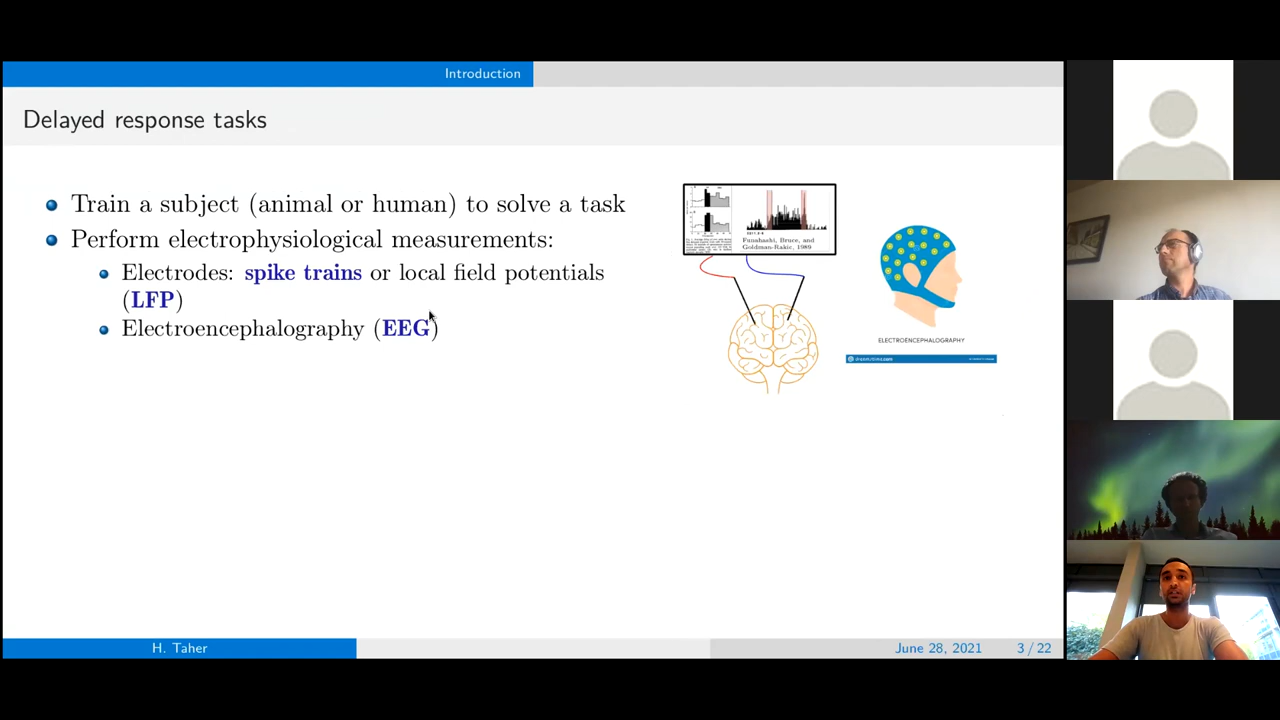 Introduction
Delayed response tasks
Train a subject (animal or human) to solve a task
Perform electrophysiological measurements:
Electrodes: spike trains or local field potentials
(LFP)
Electroencephalography (EEG)
Funahashi, Bruce, and
Goldman-Rakic, 1989
ELECTROENCEPHALOGRAPHY
dreamstime.com
H. Taher
June 28, 2021
3 / 22